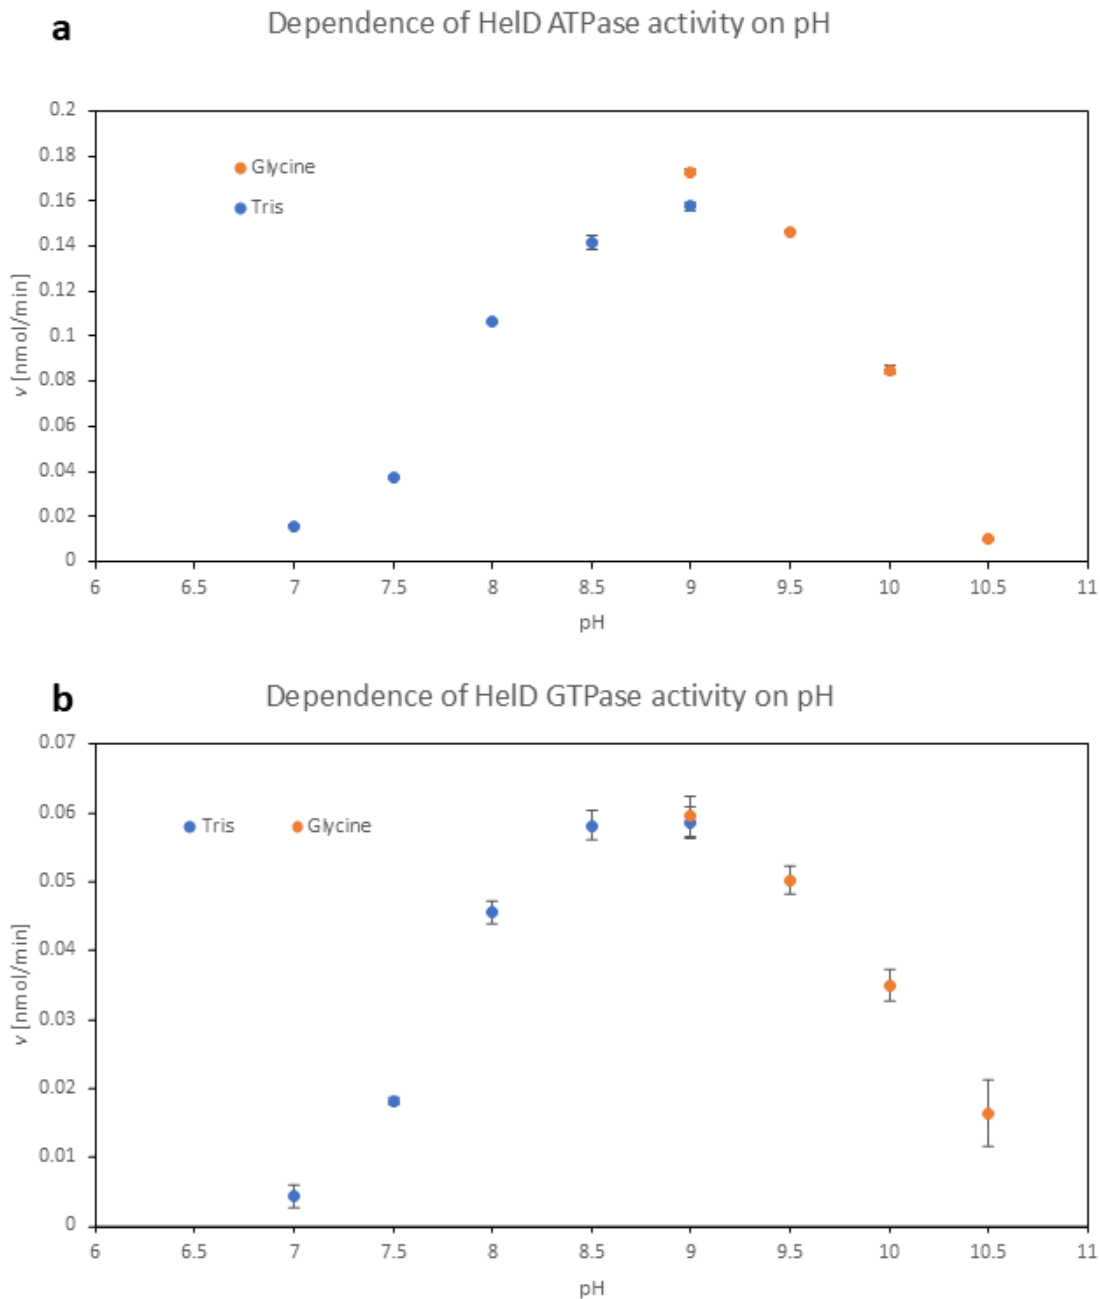 a
Dependence of HelD ATPase activity on pH
0.2
0.18
0.16
0.14
0.12
0.1
0.08
0.06
0.04
0.02
0
v [nmol/min]
Glycine
Tris
6 6.5 7 7.5 8 8.5 9 9.5 10 10.5 11
pH
b
Dependence of HelD GTPase activity on pH
0.07
0.06
0.05
0.04
0.03
0.02
0.01
0
v [nmol/min]
Tris Glycine
6 6.5 7 7.5 8 8.5 9 9.5 10 10.5 11
pH